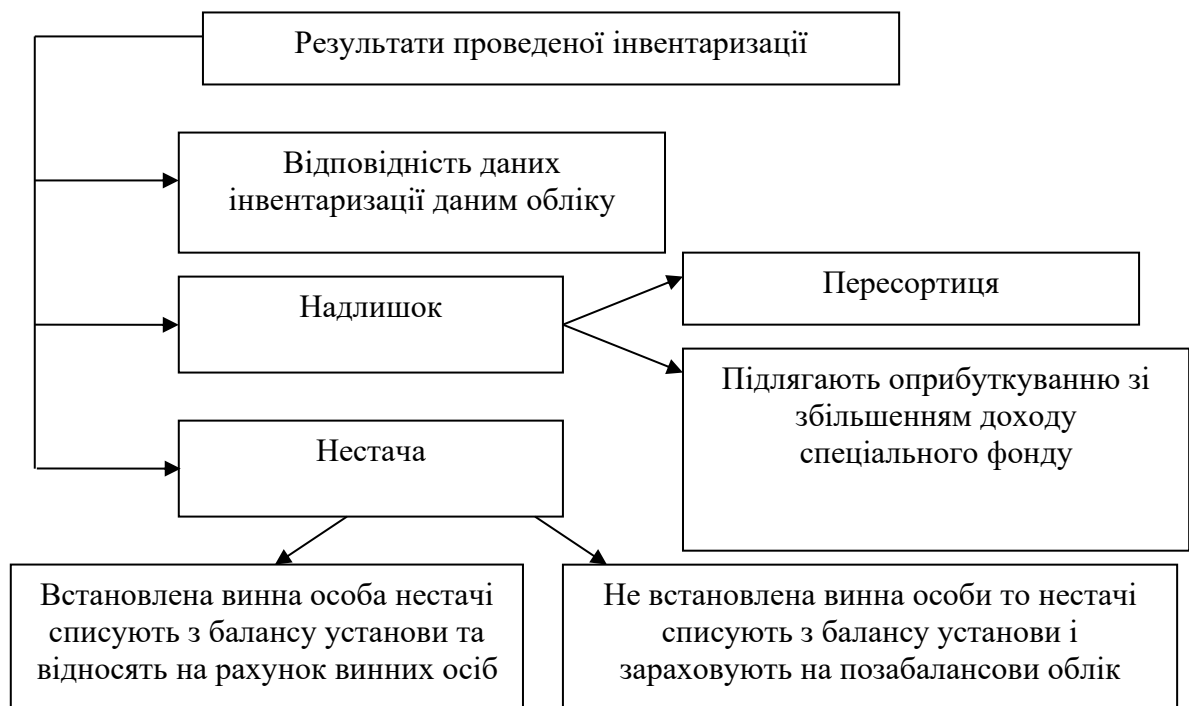 Результати проведеної інвентаризації
Відповідність даних
інвентаризації даним обліку
Надлишок
Пересортиця
Підлягають оприбуткуванню зі
збільшенням доходу
спеціального фонду
Нестача
Встановлена винна особа нестачі
списують з балансу установи та
відносять на рахунок винних осіб
Не встановлена винна особи то нестачі
списують з балансу установи і
зараховують на позабалансови облік